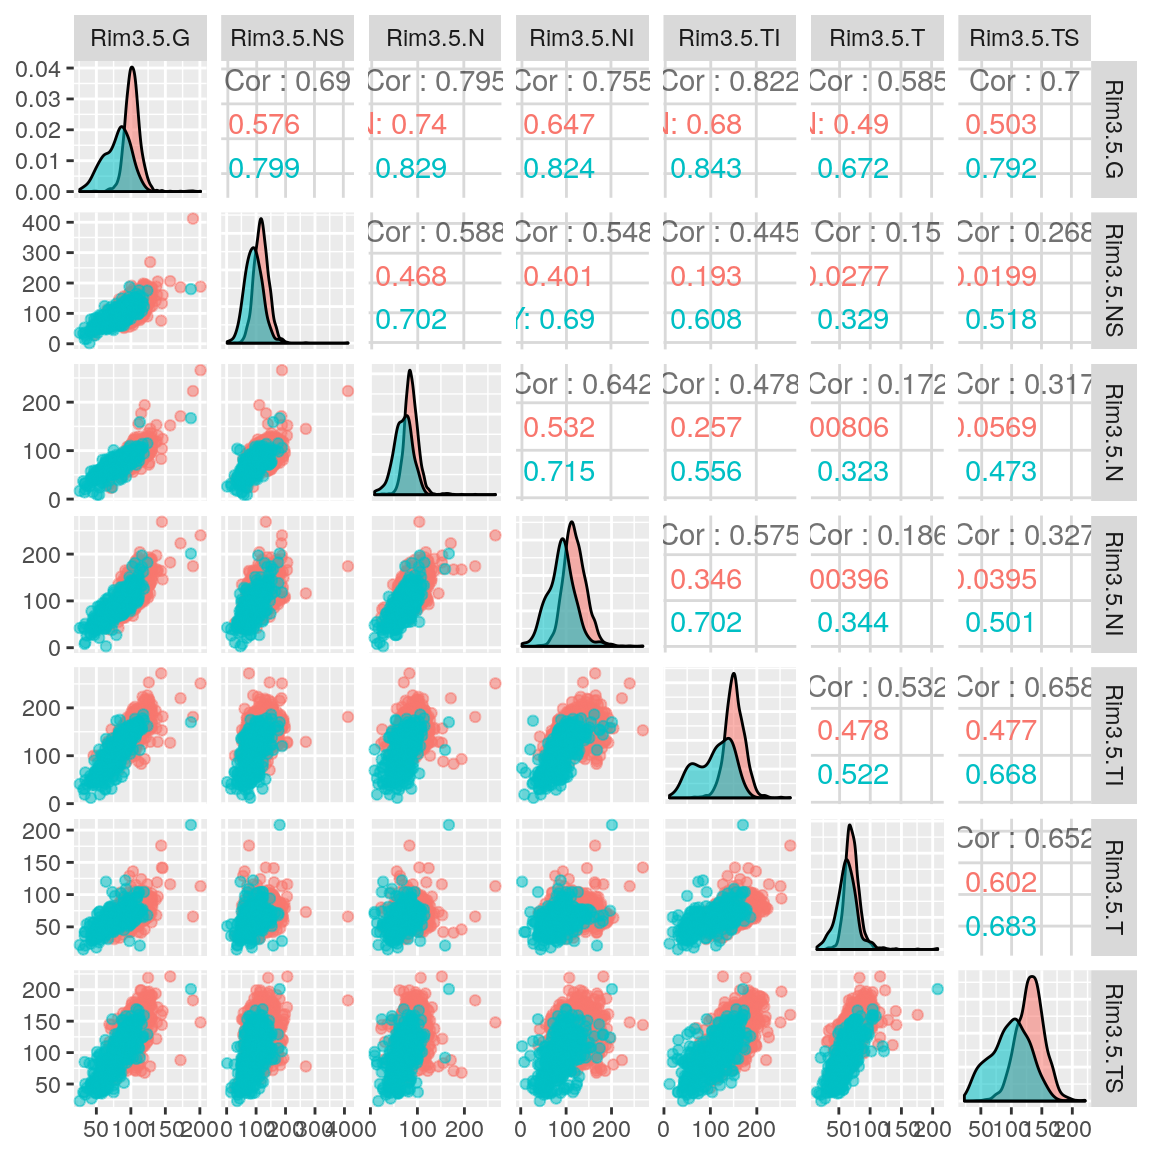 Rim3.5.G Rim3.5.NS Rim3.5.N Rim3.5.NI Rim3.5.TI Rim3.5.T Rim3.5.TS
0.04 0.03 0.02 0.01 0.00
Cor : 0.69 Cor : 0.795 Cor : 0.755 Cor : 0.822 Cor : 0.585 Cor : 0.7
0.576 N: 0.74 0.647 N: 0.68 N: 0.49 0.503
0.799 0.829 0.824 0.843 0.672 0.792
Rim3.5.G
400 300 200 100 0
Cor : 0.588 Cor : 0.548 Cor : 0.445 Cor : 0.15 Cor : 0.268
0.468 0.401 0.193 0.0277 0.0199
0.702 Y: 0.69 0.608 0.329 0.518
Rim3.5.NS
200 100 0
Cor : 0.642 Cor : 0.478 Cor : 0.172 Cor : 0.317
0.532 0.257 00806 0.0569
0.715 0.556 0.323 0.473
Rim3.5.N
200 100 0
Cor : 0.575 Cor : 0.186 Cor : 0.327
0.346 00396 0.0395
0.702 0.344 0.501
Rim3.5.NI
200 100 0
Cor : 0.532 Cor : 0.658
0.478 0.477
0.522 0.668
Rim3.5.TI
200 150 100 50
Cor : 0.652
0.602
0.683
Rim3.5.T
200 150 100 50
Rim3.5.TS
50 100 150 200 0 100 200 300 400 0 100 200 0 100 200 0 100 200 50 100 150 200 50 100 150 200